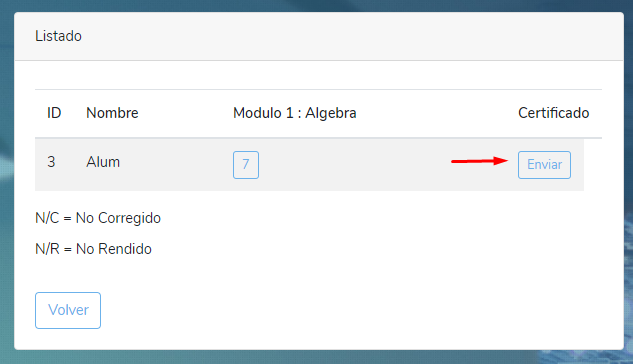 Listado
ID Nombre Modulo 1 : Algebra Certificado
3 Alum 7 Enviar
N/C = No Corregido
N/R = No Rendido
Volver